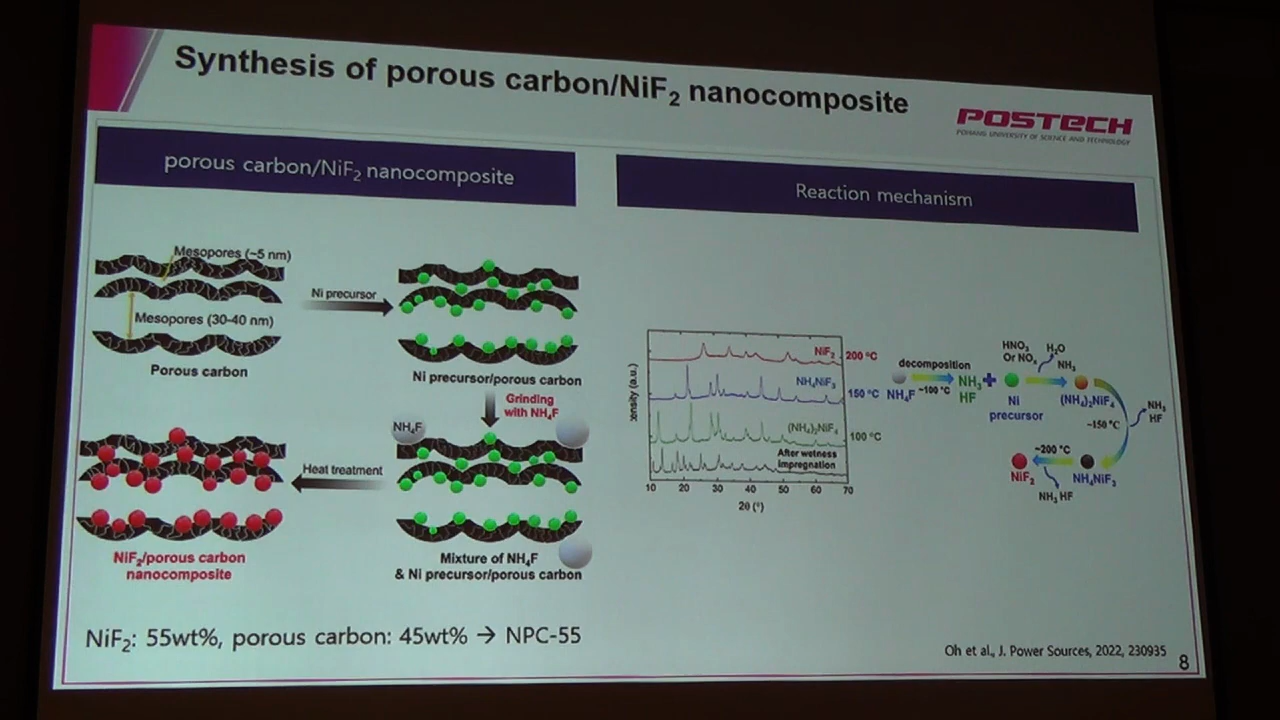 Synthesis of porous carbon/NiF₂ nanocomposite
POSTECH
POHANG UNIVERSITY OF SCIENCE AND TECHNOLOGY
porous carbon/NiF₂ nanocomposite
Mesopores (~5 nm)
Mesopores (30-40 nm)
Porous carbon
Ni precursor
Ni precursor/porous carbon
Grinding
with NH₄F
NH₄F
Mixture of NH₄F
& Ni precursor/porous carbon
Heat treatment
NiF₂/porous carbon
nanocomposite
NiF₂: 55wt%, porous carbon: 45wt% → NPC-55
Reaction mechanism
NiF₂
200 °C
NH₄NiF₃
150 °C
(NH₄)₂NiF₄
100 °C
After wetness
impregnation
10 20 30 40 50 60 70
2θ (°)
NH₄F
decomposition
~100 °C
NH₃
HF
+
Ni
precursor
HNO₃
Or NO₄
H₂O
NH₃
(NH₄)₂NiF₄
~150 °C
NH₃
HF
NH₄NiF₃
~200 °C
NH₃ HF
NiF₂
Oh et al., J. Power Sources, 2022, 230935
8